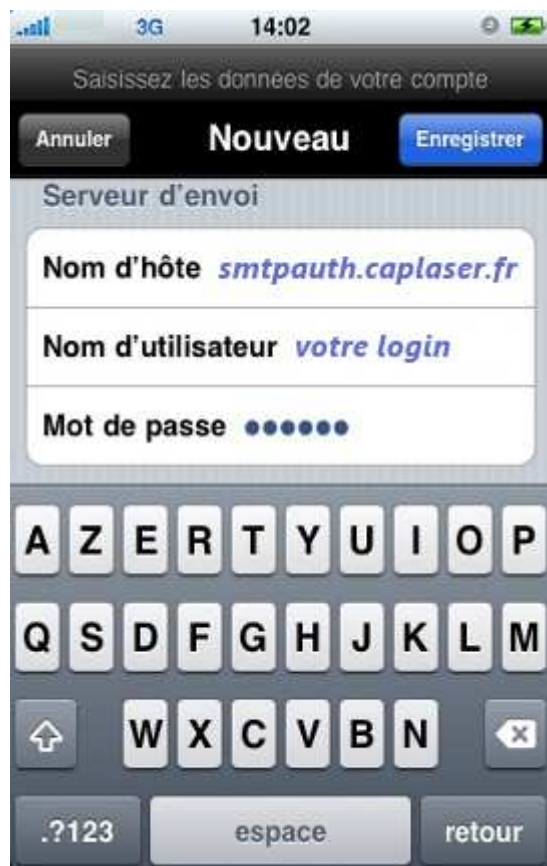 3G 14:02
Saisissez les données de votre compte
Annuler Nouveau Enregistrer
Serveur d'envoi
Nom d'hôte smtpauth.caplaser.fr
Nom d'utilisateur votre login
Mot de passe ●●●●●●
A Z E R T Y U I O P
Q S D F G H J K L M
W X C V B N
.?123 espace retour